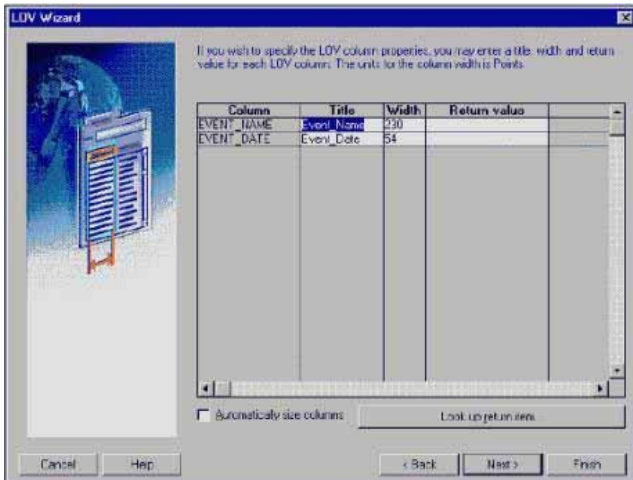 LOV Wizard
If you wish to specify the LOV column properties, you may enter a title, width and return
value for each LOV column. The units for the column width is Points.
Column Title Width Return value
EVENT_NAME Event_Name 230
EVENT_DATE Event_Date 54
Automatically size columns
Look up return item
Cancel Help < Back Next > Finish